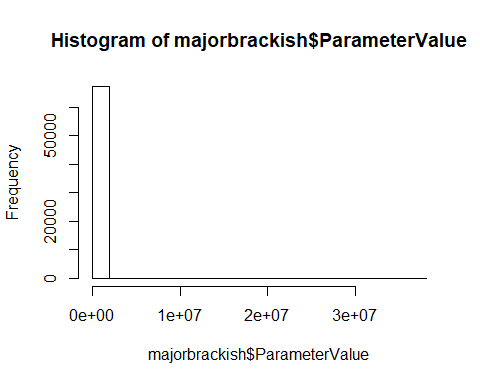 Histogram of majorbrackish$ParameterValue
Frequency
50000
20000
0
0e+00 1e+07 2e+07 3e+07
majorbrackish$ParameterValue